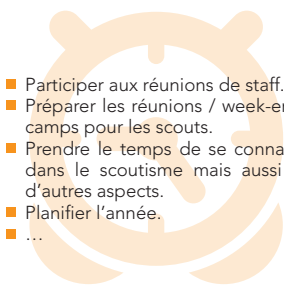 Participer aux réunions de staff.
Préparer les réunions / week-en
camps pour les scouts.
Prendre le temps de se conna
dans le scoutisme mais aussi
d'autres aspects.
Planifier l'année.
...